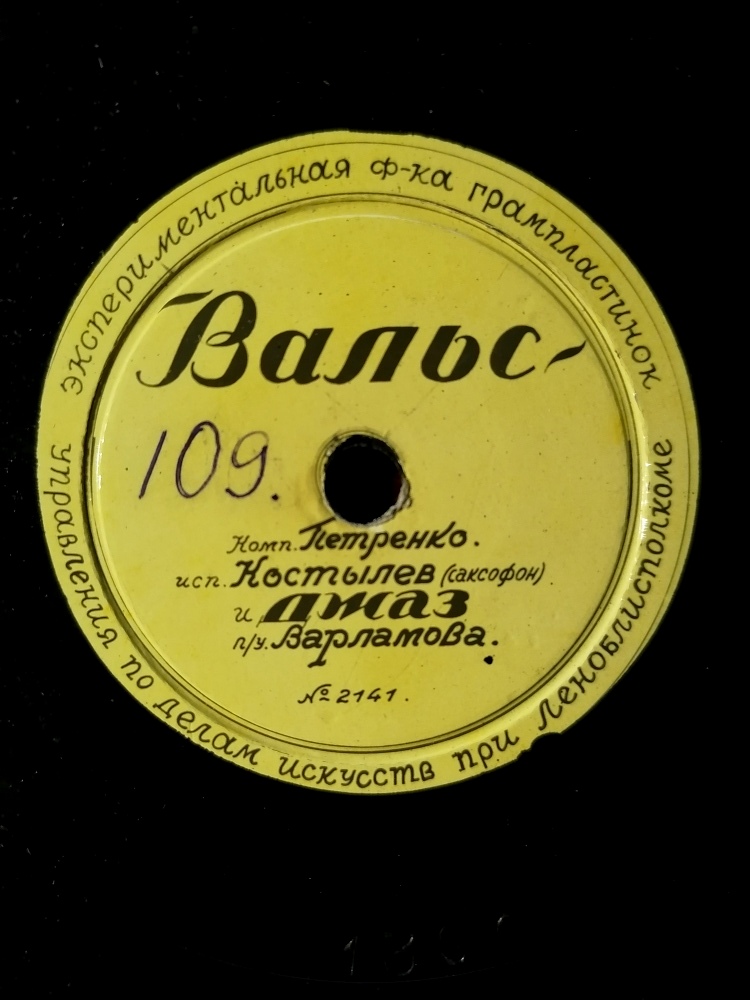 экспериментальная ф-ка грампластинок
управления по делам искусств при Леноблисполкоме
Вальс-
109.
Комп. Петренко.
исп. Костылев (саксофон).
и джаз
п/у. Варламова.
№ 2141.